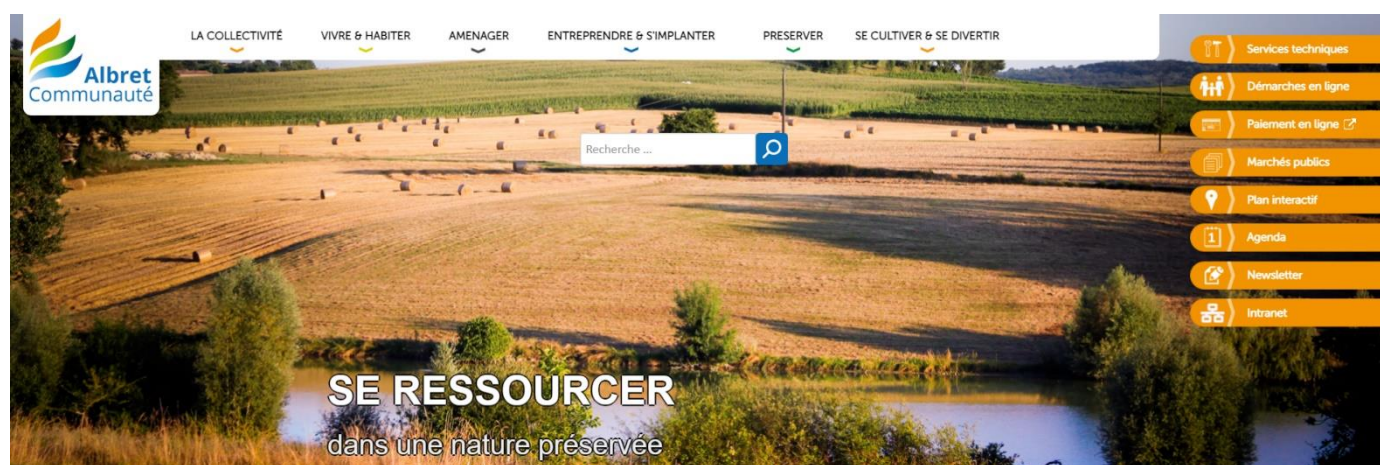 Albret
Communauté
LA COLLECTIVITÉ
VIVRE & HABITER
AMENAGER
ENTREPRENDRE & S'IMPLANTER
PRESERVER
SE CULTIVER & SE DIVERTIR
Services techniques
Démarches en ligne
Paiement en ligne
Marchés publics
Plan interactif
1
Agenda
Newsletter
Intranet
Recherche ...
SE RESSOURCER
dans une nature préservée